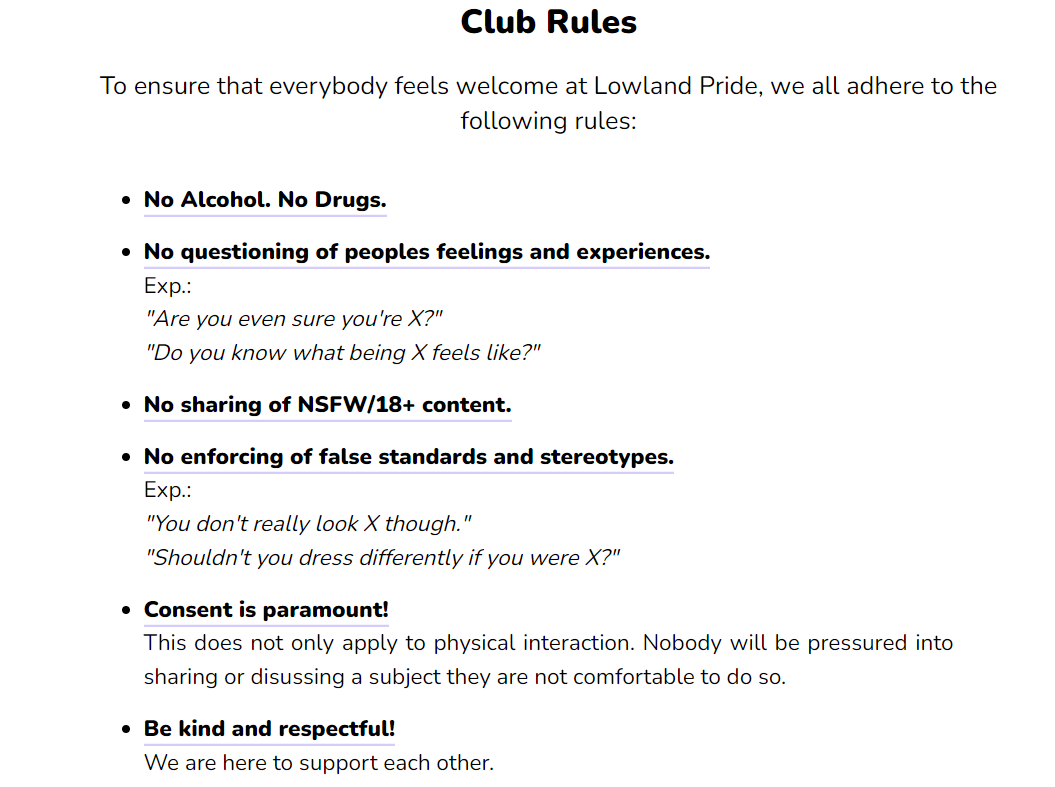 Club Rules
To ensure that everybody feels welcome at Lowland Pride, we all adhere to the
following rules:
• No Alcohol. No Drugs.
• No questioning of peoples feelings and experiences.
Exp.:
"Are you even sure you're X?"
"Do you know what being X feels like?"
• No sharing of NSFW/18+ content.
• No enforcing of false standards and stereotypes.
Exp.:
"You don't really look X though."
"Shouldn't you dress differently if you were X?"
• Consent is paramount!
This does not only apply to physical interaction. Nobody will be pressured into
sharing or disussing a subject they are not comfortable to do so.
• Be kind and respectful!
We are here to support each other.